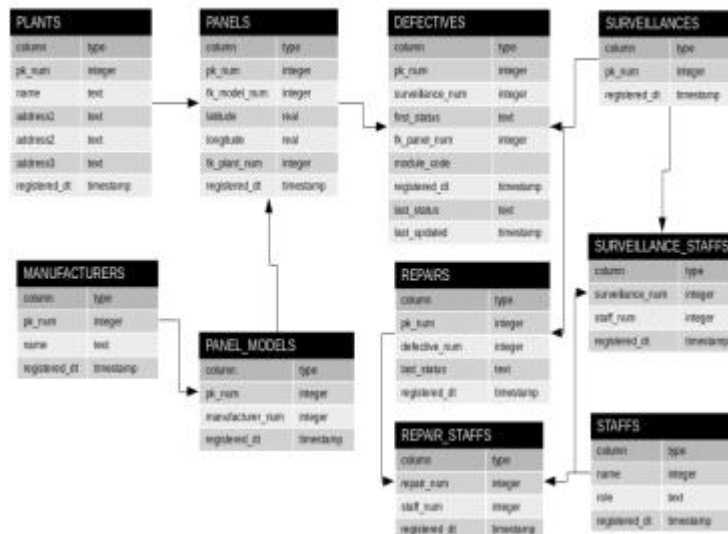 PLANTS
column type
pk_num integer
name text
address1 text
address2 text
address3 text
registered_dt timestamp
PANELS
column type
pk_num integer
fk_model_num integer
latitude real
longitude real
fk_plant_num integer
registered_dt timestamp
DEFECTIVES
column type
pk_num integer
surveillance_num integer
first_status text
fk_panel_num integer
module_code
registered_dt timestamp
last_status text
last_updated timestamp
SURVEILLANCES
column type
pk_num integer
registered_dt timestamp
MANUFACTURERS
column type
pk_num integer
name text
registered_dt timestamp
PANEL_MODELS
column type
pk_num integer
manufacturer_num integer
registered_dt timestamp
REPAIRS
column type
pk_num integer
defective_num integer
last_status text
registered_dt timestamp
SURVEILLANCE_STAFFS
column type
surveillance_num integer
staff_num integer
registered_dt timestamp
REPAIR_STAFFS
column type
repair_num integer
staff_num integer
registered_dt timestamp
STAFFS
column type
name integer
role text
registered_dt timestamp